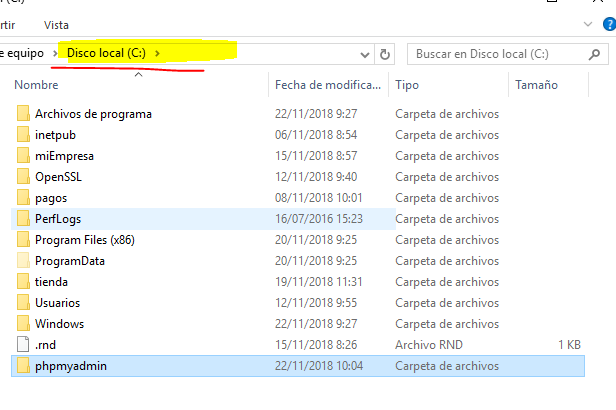 rtir Vista
e equipo > Disco local (C:) > Buscar en Disco local (C:)
Nombre Fecha de modifica... Tipo Tamaño
Archivos de programa 22/11/2018 9:27 Carpeta de archivos
inetpub 06/11/2018 8:54 Carpeta de archivos
miEmpresa 15/11/2018 8:57 Carpeta de archivos
OpenSSL 12/11/2018 9:40 Carpeta de archivos
pagos 08/11/2018 10:01 Carpeta de archivos
PerfLogs 16/07/2016 15:23 Carpeta de archivos
Program Files (x86) 20/11/2018 9:25 Carpeta de archivos
ProgramData 20/11/2018 9:25 Carpeta de archivos
tienda 19/11/2018 11:31 Carpeta de archivos
Usuarios 12/11/2018 9:55 Carpeta de archivos
Windows 22/11/2018 9:27 Carpeta de archivos
.rnd 15/11/2018 8:26 Archivo RND 1 KB
phpmyadmin 22/11/2018 10:04 Carpeta de archivos